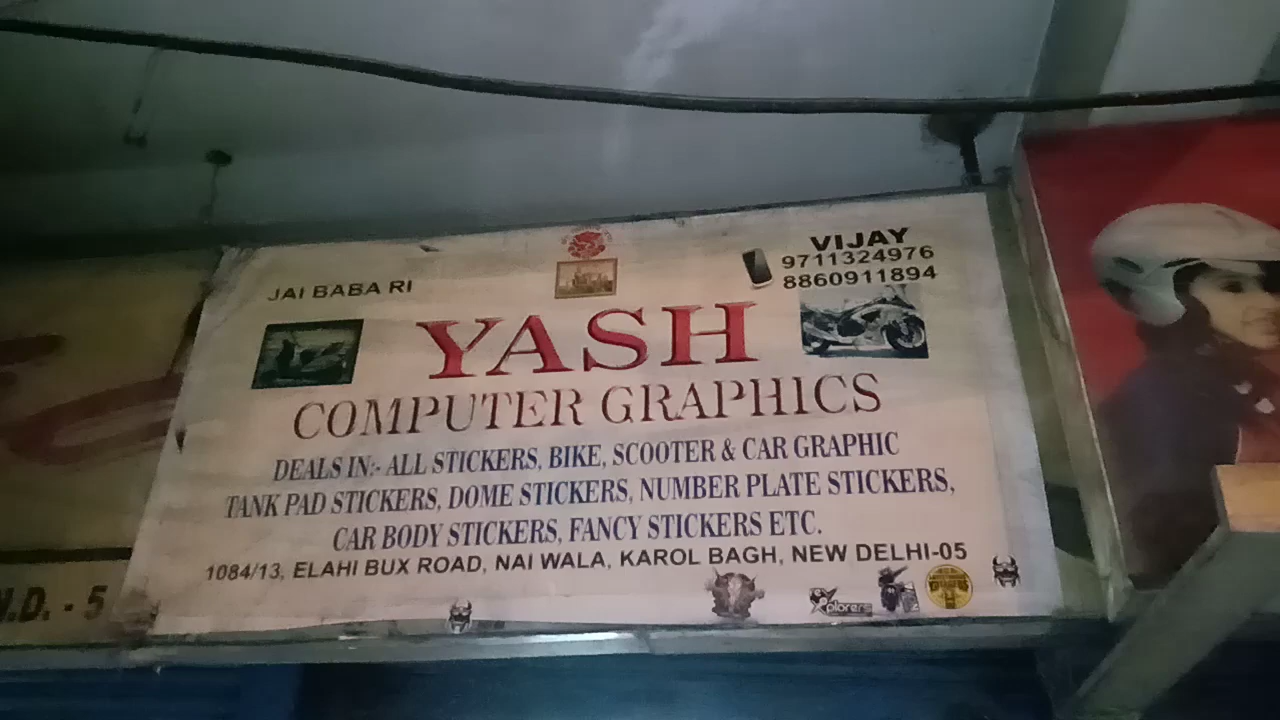 JAI BABA RI
VIJAY
9711324976
8860911894
YASH
COMPUTER GRAPHICS
DEALS IN:- ALL STICKERS, BIKE, SCOOTER & CAR GRAPHIC
TANK PAD STICKERS, DOME STICKERS, NUMBER PLATE STICKERS,
CAR BODY STICKERS, FANCY STICKERS ETC.
1084/13, ELAHI BUX ROAD, NAI WALA, KAROL BAGH, NEW DELHI-05
Xplorers
N.D. - 5